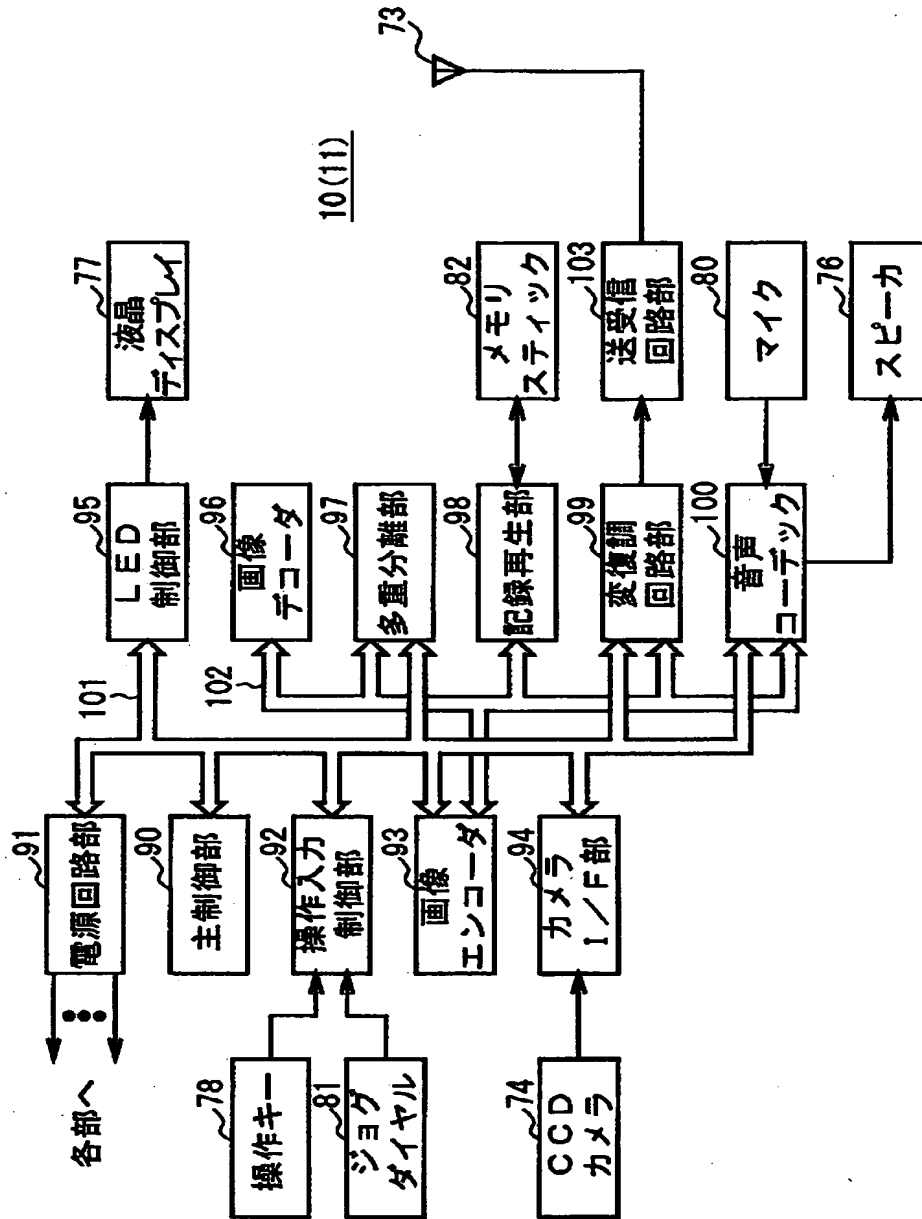 10(11)
73
各部へ
91
電源回路部
90
主制御部
92
操作入力
制御部
93
画像
エンコーダ
94
カメラ
I/F部
78
操作キー
81
ジョグ
ダイヤル
74
CCD
カメラ
101
102
95
LED
制御部
96
画像
デコーダ
97
多重分離部
98
記録再生部
99
変復調
回路部
100
音声
コーデック
77
液晶
ディスプレイ
82
メモリ
スティック
103
送受信
回路部
80
マイク
76
スピーカ